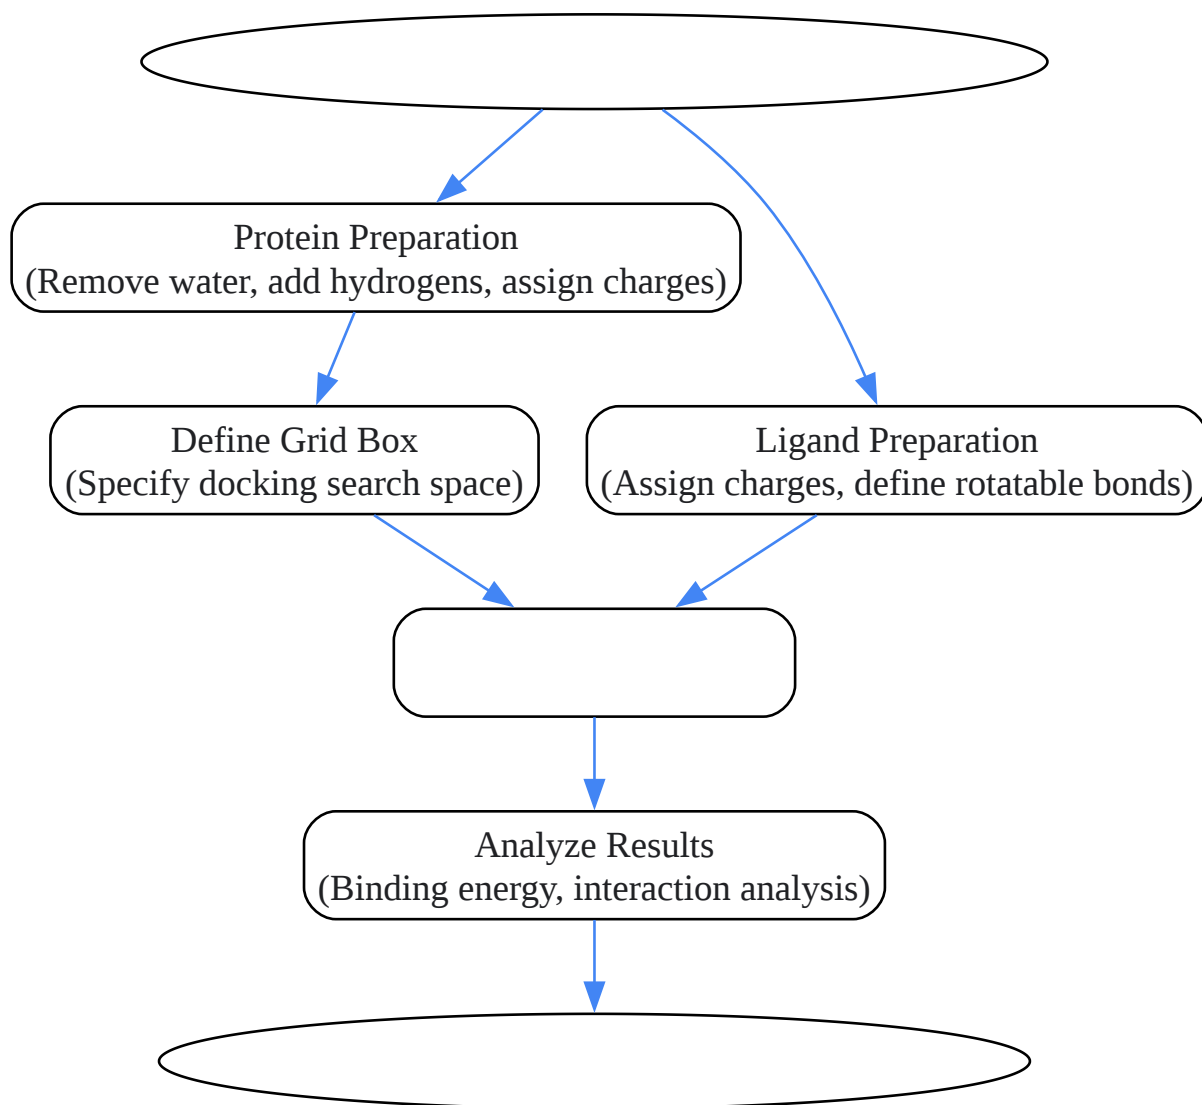 Protein Preparation
(Remove water, add hydrogens, assign charges)
Define Grid Box
(Specify docking search space)
Ligand Preparation
(Assign charges, define rotatable bonds)
Analyze Results
(Binding energy, interaction analysis)